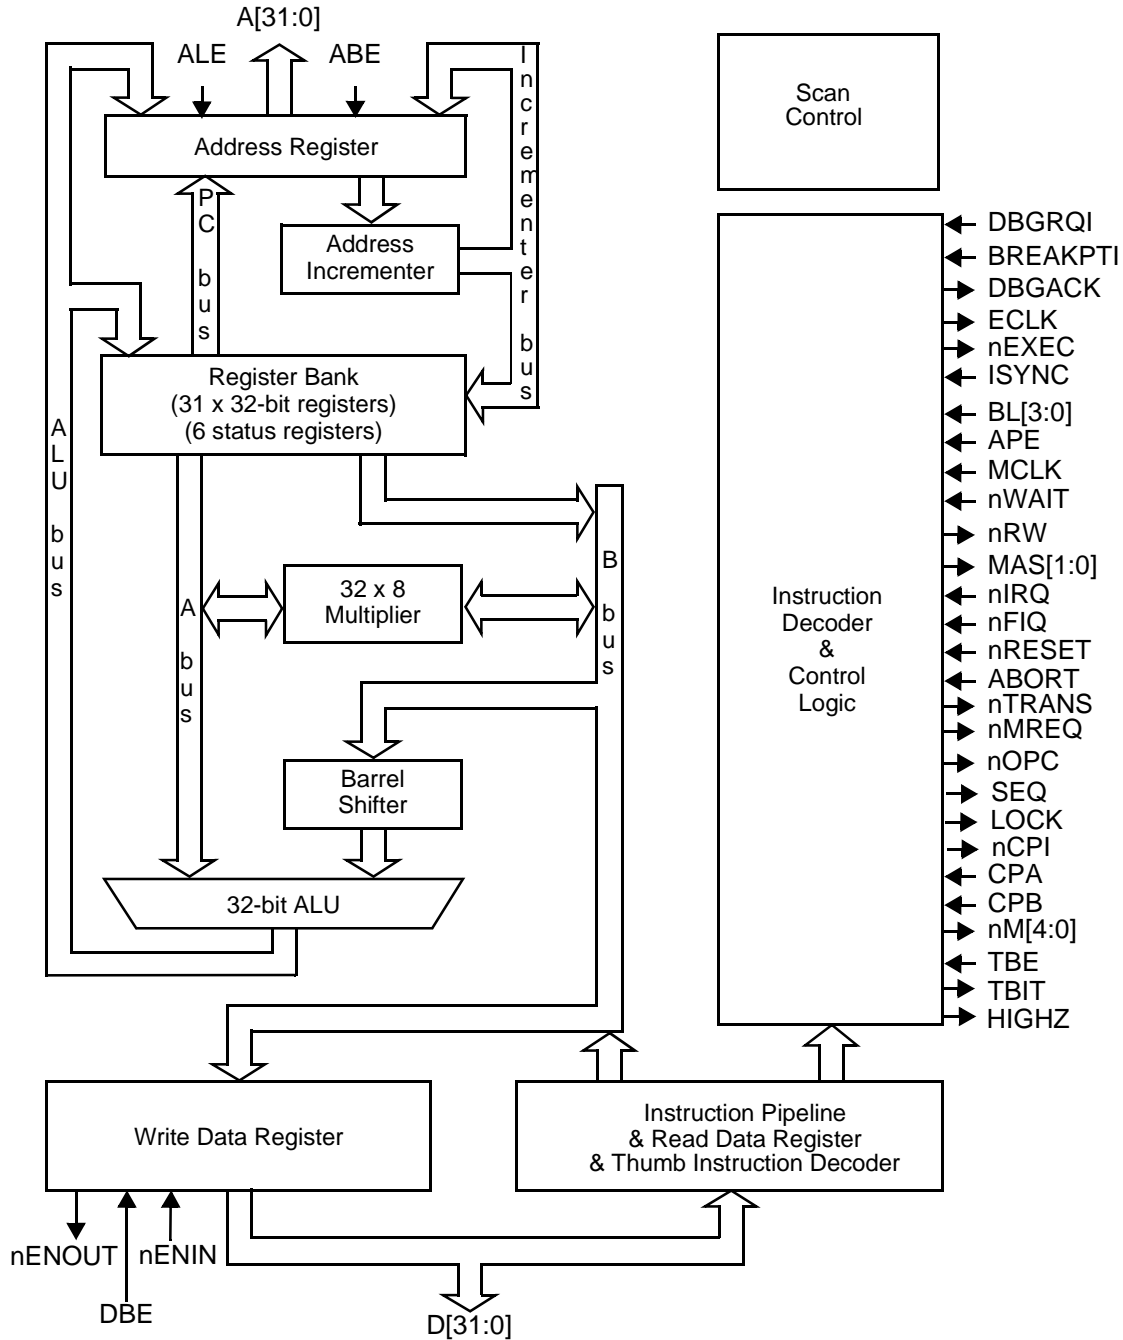 A[31:0]
ALE
ABE
Incrementer bus
Scan
Control
Address Register
PC bus
Address
Incrementer
DBGRQI
BREAKPTI
DBGACK
ECLK
nEXEC
ISYNC
Register Bank
(31 x 32-bit registers)
(6 status registers)
BL[3:0]
APE
MCLK
nWAIT
nRW
MAS[1:0]
nIRQ
nFIQ
nRESET
ABORT
nTRANS
nMREQ
nOPC
SEQ
LOCK
nCPI
CPA
CPB
nM[4:0]
TBE
TBIT
HIGHZ
ALU bus
A bus
32 x 8
Multiplier
B bus
Instruction
Decoder
&
Control
Logic
Barrel
Shifter
32-bit ALU
Write Data Register
Instruction Pipeline
& Read Data Register
& Thumb Instruction Decoder
nENOUT
nENIN
DBE
D[31:0]